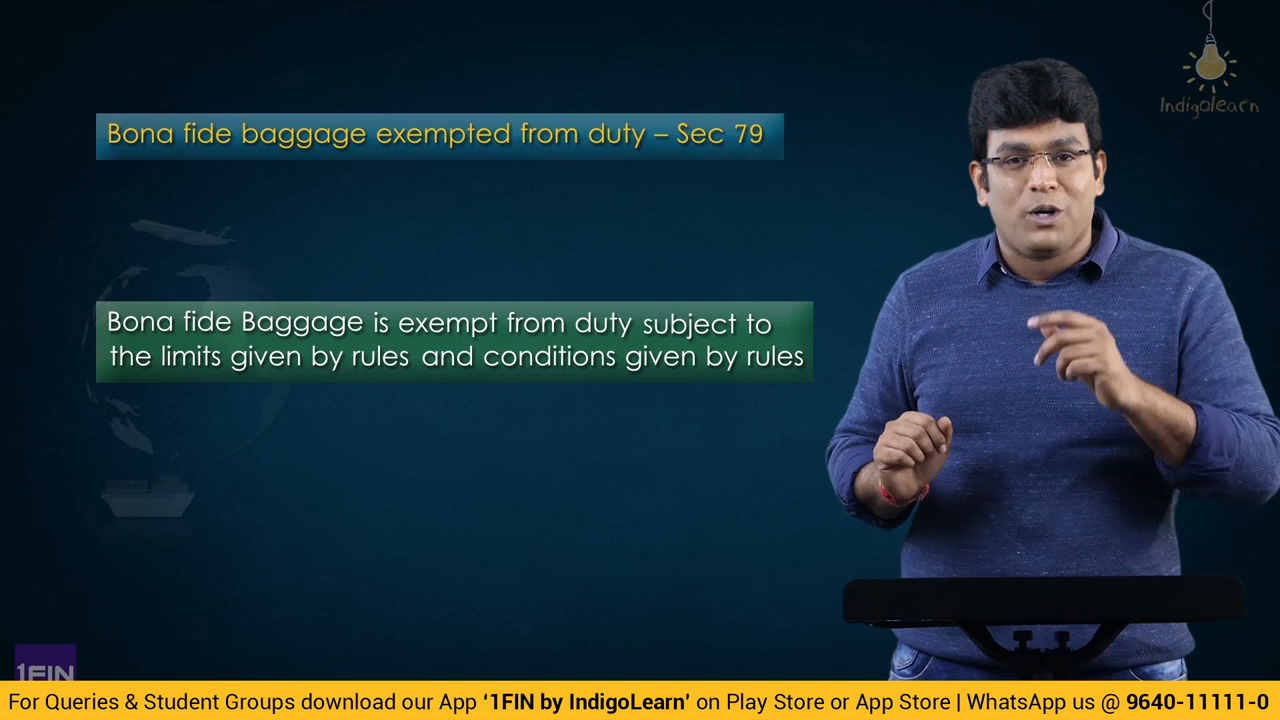 Indigolearn
Bona fide baggage exempted from duty – Sec 79
Bona fide Baggage is exempt from duty subject to
the limits given by rules and conditions given by rules
1FIN
For Queries & Student Groups download our App ‘1FIN by IndigoLearn’ on Play Store or App Store | WhatsApp us @ 9640-11111-0